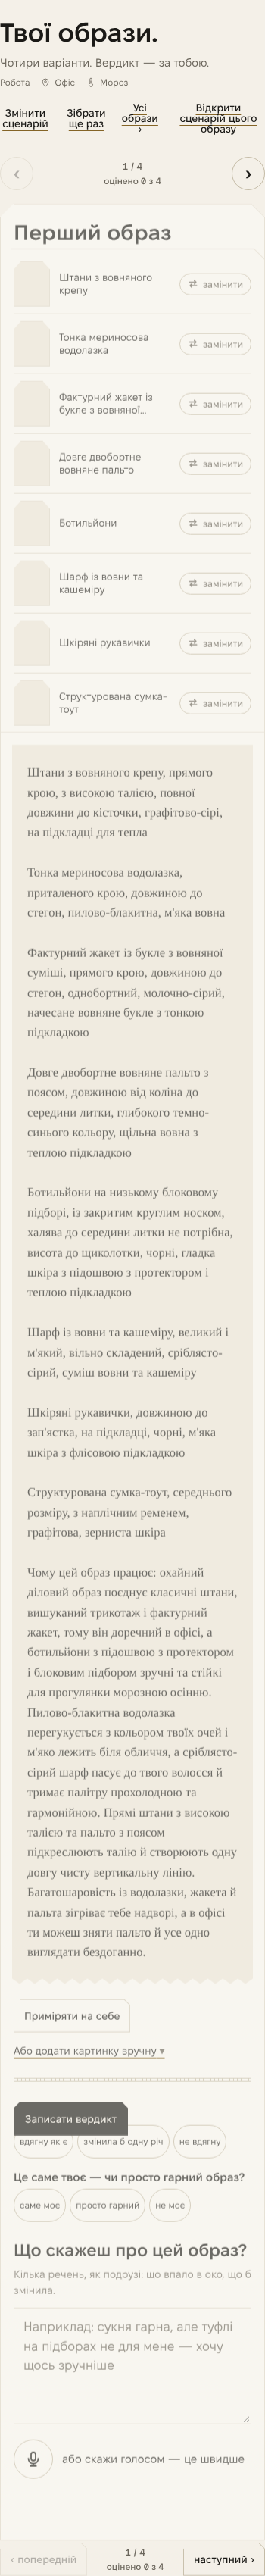 Твої образи.
Чотири варіанти. Вердикт — за тобою.
Робота Офіс Мороз
Змінити
сценарій
Зібрати
ще раз
Усі
образи
›
Відкрити
сценарій цього
образу
‹
1 / 4
оцінено 0 з 4
›
Перший образ
Штани з вовняного
крепу
⇄ замінити
Тонка мериносова
водолазка
⇄ замінити
Фактурний жакет із
букле з вовняної...
⇄ замінити
Довге двобортне
вовняне пальто
⇄ замінити
Ботильйони
⇄ замінити
Шарф із вовни та
кашеміру
⇄ замінити
Шкіряні рукавички
⇄ замінити
Структурована сумка-
тоут
⇄ замінити
Штани з вовняного крепу, прямого
крою, з високою талією, повної
довжини до кісточки, графітово-сірі,
на підкладці для тепла
Тонка мериносова водолазка,
приталеного крою, довжиною до
стегон, пилово-блакитна, м'яка вовна
Фактурний жакет із букле з вовняної
суміші, прямого крою, довжиною до
стегон, однобортний, молочно-сірий,
начесане вовняне букле з тонкою
підкладкою
Довге двобортне вовняне пальто з
поясом, довжиною від коліна до
середини литки, глибокого темно-
синього кольору, щільна вовна з
теплою підкладкою
Ботильйони на низькому блоковому
підборі, із закритим круглим носком,
халява до середини литки не потрібна,
висота до щиколотки, чорні, гладка
шкіра з підошвою з протектором і
теплою підкладкою
Шарф із вовни та кашеміру, великий і
м'який, вільно складений, сріблясто-
сірий, суміш вовни та кашеміру
Шкіряні рукавички, довжиною до
зап'ястка, на підкладці, чорні, м'яка
шкіра з флісовою підкладкою
Структурована сумка-тоут, середнього
розміру, з наплічним ременем,
графітова, зерниста шкіра
Чому цей образ працює: охайний
діловий образ поєднує класичні штани,
вишуканий трикотаж і фактурний
жакет, тому він доречний в офісі, а
ботильйони з підошвою з протектором
і блоковим підбором зручні та стійкі
для прогулянки морозною осінню.
Пилово-блакитна водолазка
перегукується з кольором твоїх очей і
м'яко лежить біля обличчя, а сріблясто-
сірий шарф пасує до твого волосся й
тримає палітру прохолодною та
гармонійною. Прямі штани з високою
талією та пальто з поясом
підкреслюють талію й створюють одну
довгу чисту вертикальну лінію.
Багатошаровість із водолазки, жакета й
пальта зігріває тебе надворі, а в офісі
ти можеш зняти пальто й усе одно
виглядати бездоганно.
Приміряти на себе
Або додати картинку вручну ▾
Записати вердикт
вдягну як є змінила б одну річ не вдягну
Це саме твоє — чи просто гарний образ?
саме моє просто гарний не моє
Що скажеш про цей образ?
Кілька речень, як подрузі: що впало в око, що б
змінила.
Наприклад: сукня гарна, але туфлі
на підборах не для мене — хочу
щось зручніше
або скажи голосом — це швидше
‹ попередній
1 / 4
оцінено 0 з 4
наступний ›